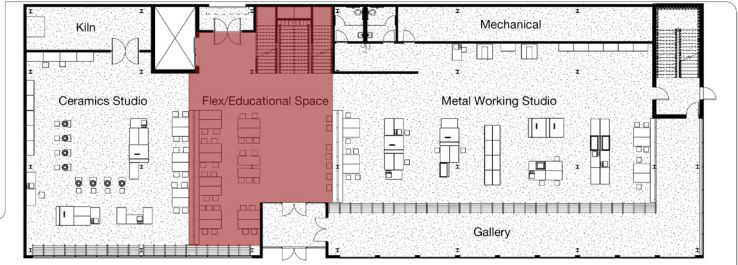 Kiln
Mechanical
Ceramics Studio
Flex/Educational Space
Metal Working Studio
Gallery